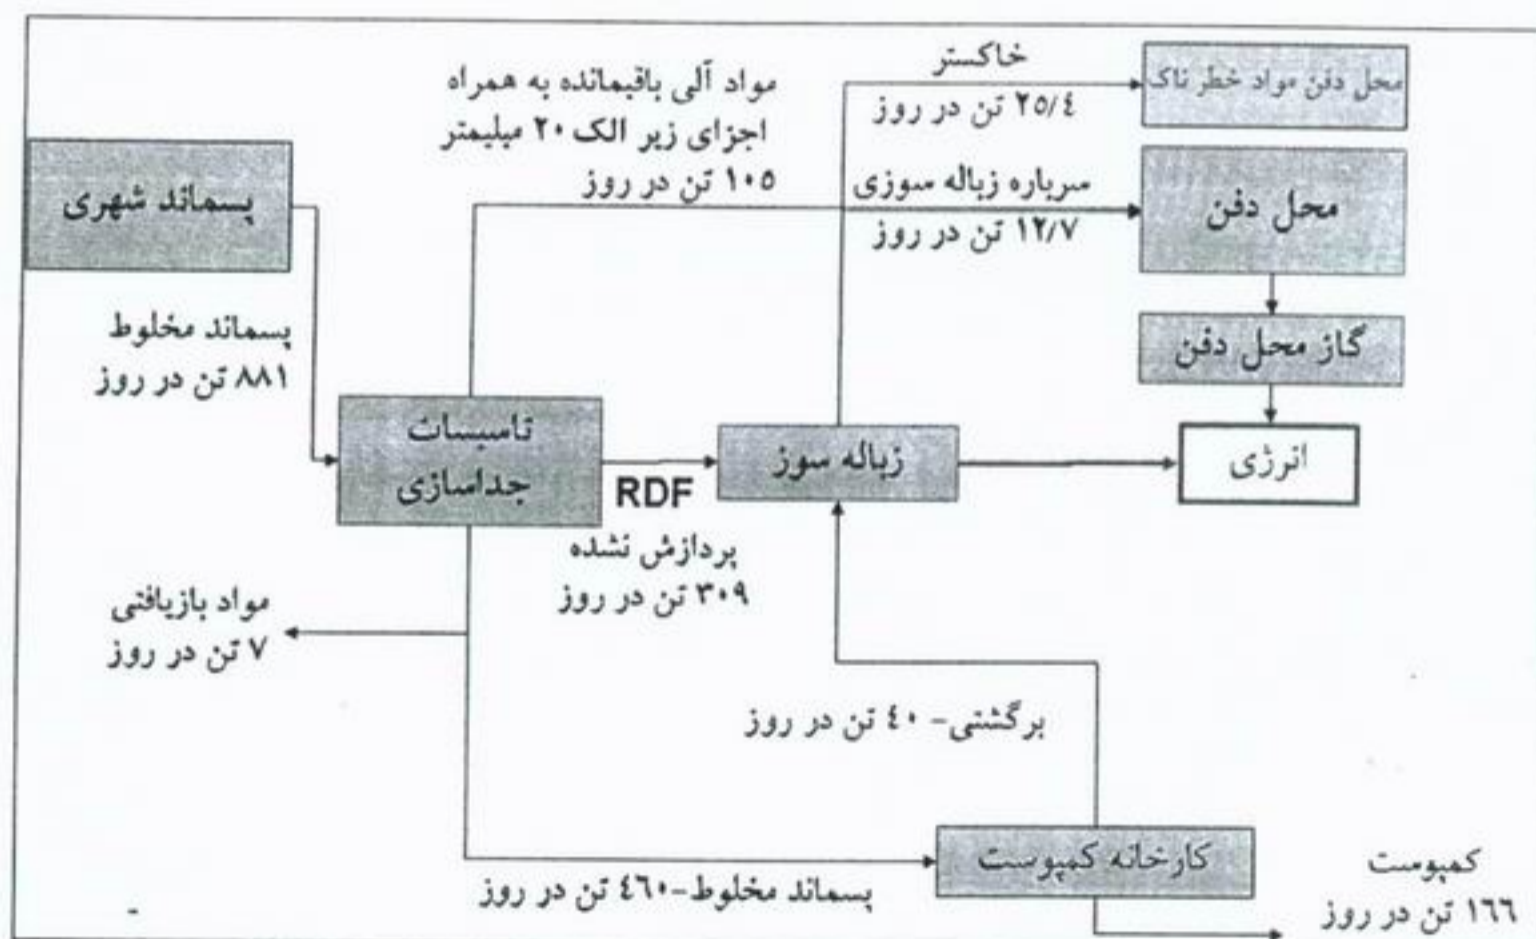 خاکستر
۲۵/٤ تن در روز
محل دفن مواد خطر ناک
مواد آلی باقیمانده به همراه
اجزای زیر الک ۲۰ میلیمتر
۱۰۵ تن در روز
سرباره زباله سوزی
۱۲/۷ تن در روز
محل دفن
پسماند شهری
پسماند مخلوط
۸۸۱ تن در روز
گاز محل دفن
تاسیسات
جداسازی
RDF
پردازش نشده
۳۰۹ تن در روز
زباله سوز
انرژی
مواد بازیافتی
۷ تن در روز
برگشتی- ٤۰ تن در روز
پسماند مخلوط-٤٦۰ تن در روز
کارخانه کمپوست
کمپوست
۱٦٦ تن در روز